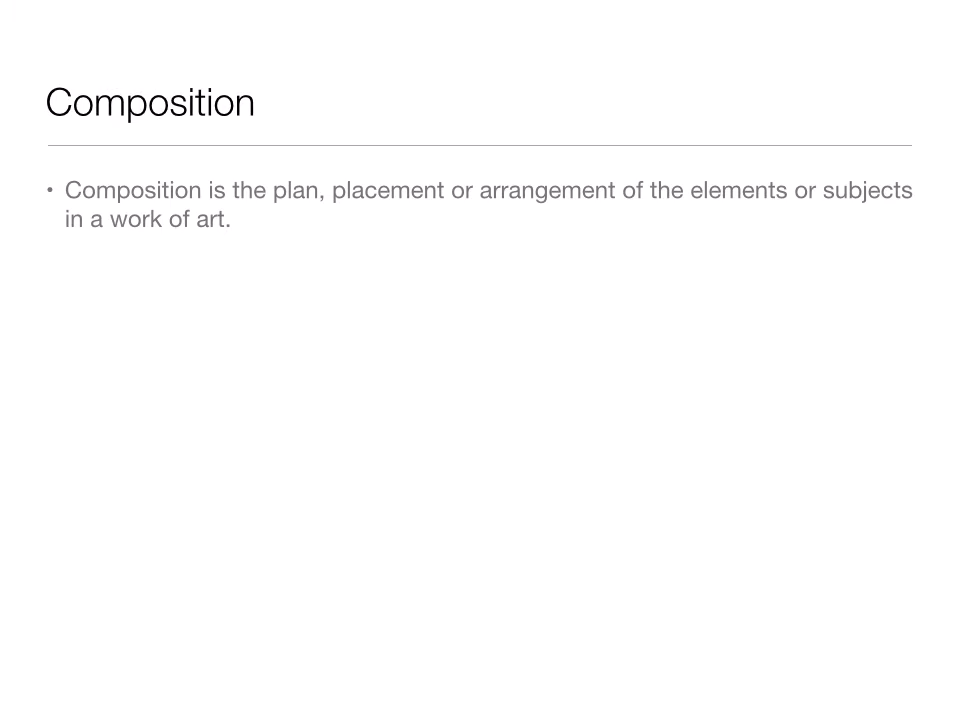 Composition
• Composition is the plan, placement or arrangement of the elements or subjects
in a work of art.